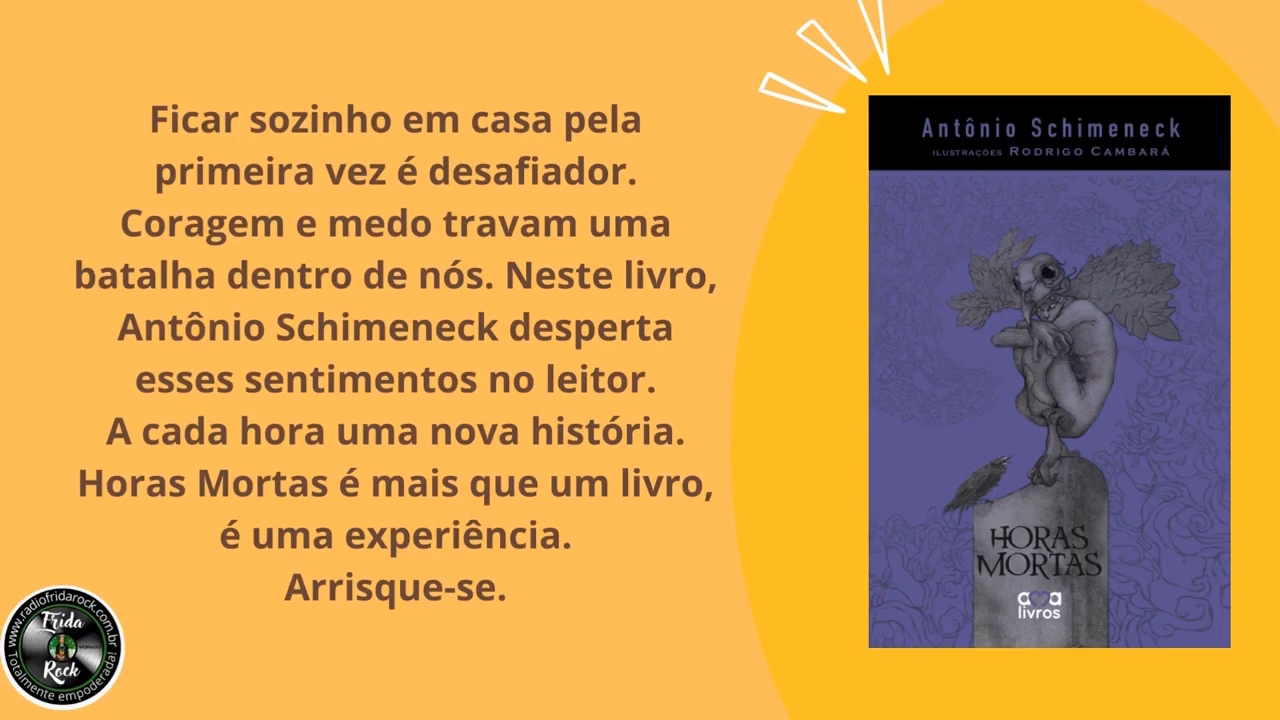 Ficar sozinho em casa pela
primeira vez é desafiador.
Coragem e medo travam uma
batalha dentro de nós. Neste livro,
Antônio Schimeneck desperta
esses sentimentos no leitor.
A cada hora uma nova história.
Horas Mortas é mais que um livro,
é uma experiência.
Arrisque-se.
Antônio Schimeneck
ILUSTRAÇÕES RODRIGO CAMBARÁ
HORAS
MORTAS
ama
livros
www.radiofridarock.com.br
Frida
Rock
Totalmente empoderada!